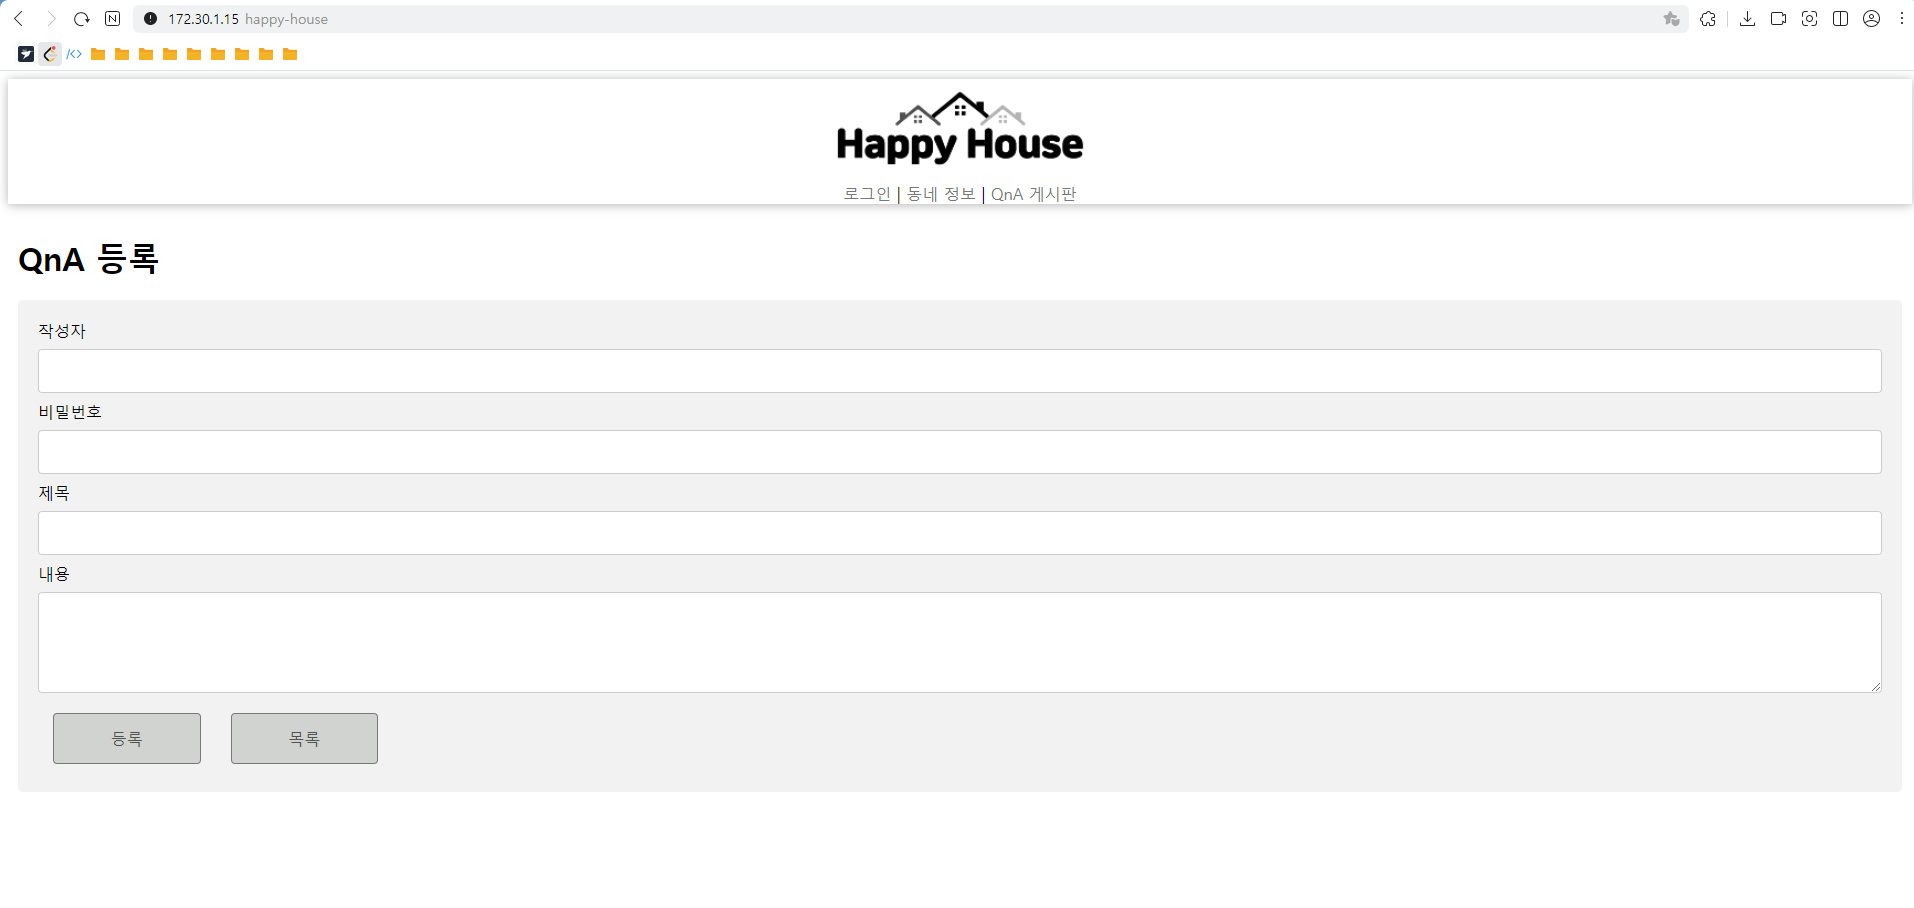 172.30.1.15 happy-house
Happy House
로그인 | 동네 정보 | QnA 게시판
QnA 등록
작성자
비밀번호
제목
내용
등록 목록